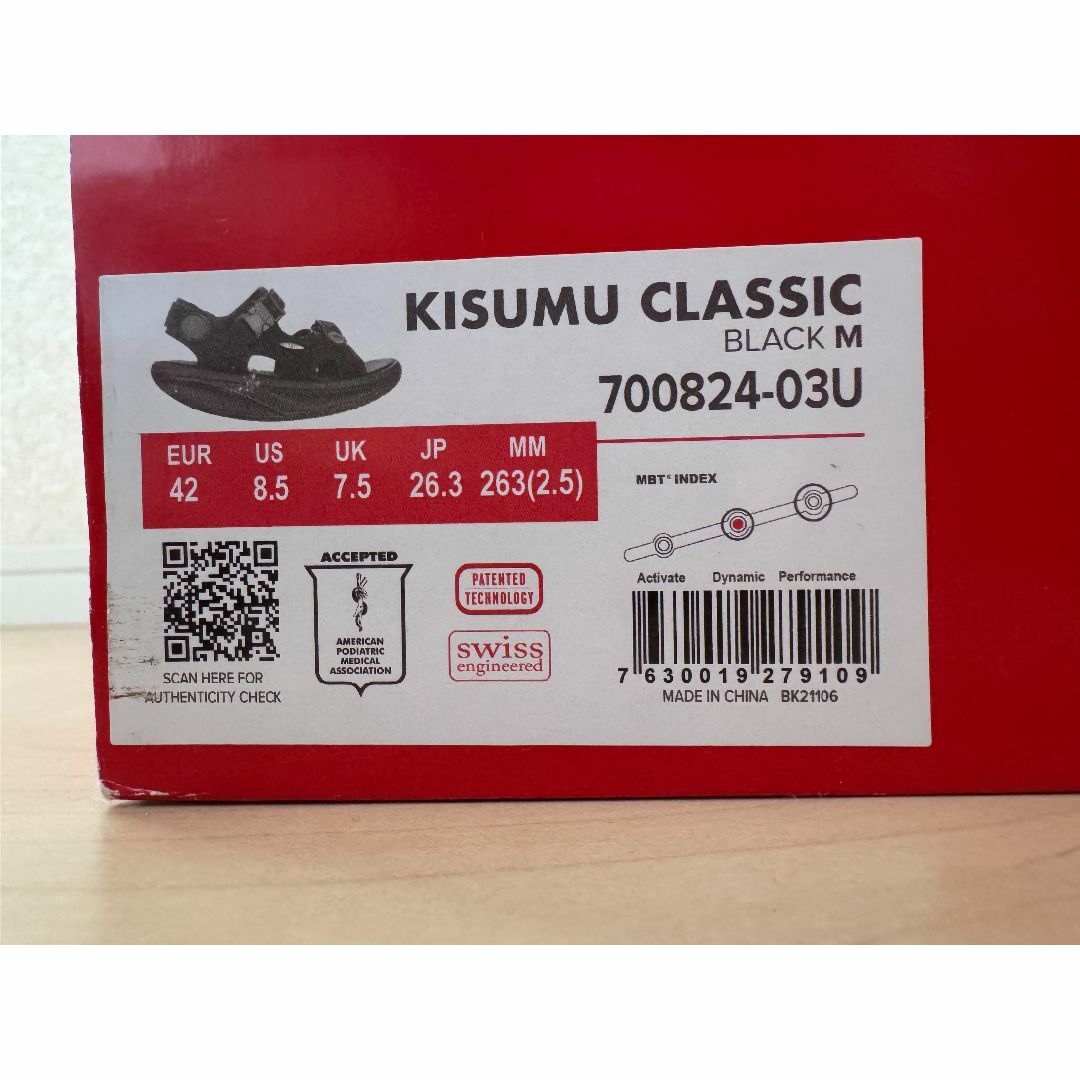 KISUMU CLASSIC
BLACK M
700824-03U
EUR US UK JP MM
42 8.5 7.5 26.3 263(2.5)
MBT® INDEX
Activate Dynamic Performance
SCAN HERE FOR
AUTHENTICITY CHECK
ACCEPTED
AMERICAN
PODIATRIC
MEDICAL
ASSOCIATION
PATENTED
TECHNOLOGY
swiss
engineered
7 630019 279109
MADE IN CHINA BK21106